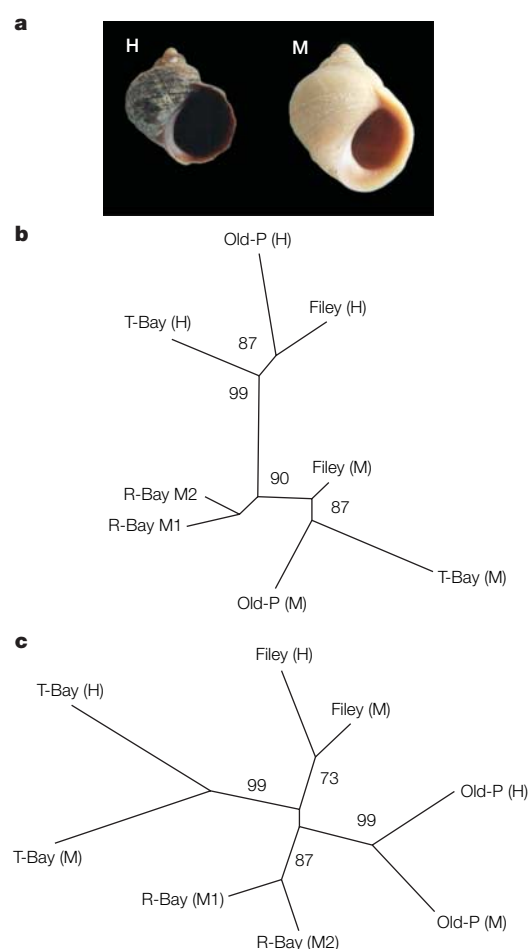 a
H
M
b
Old-P (H)
Filey (H)
T-Bay (H)
87
99
90
Filey (M)
R-Bay M2
87
R-Bay M1
T-Bay (M)
Old-P (M)
c
Filey (H)
T-Bay (H)
Filey (M)
73
99
Old-P (H)
99
T-Bay (M)
87
R-Bay (M1)
Old-P (M)
R-Bay (M2)